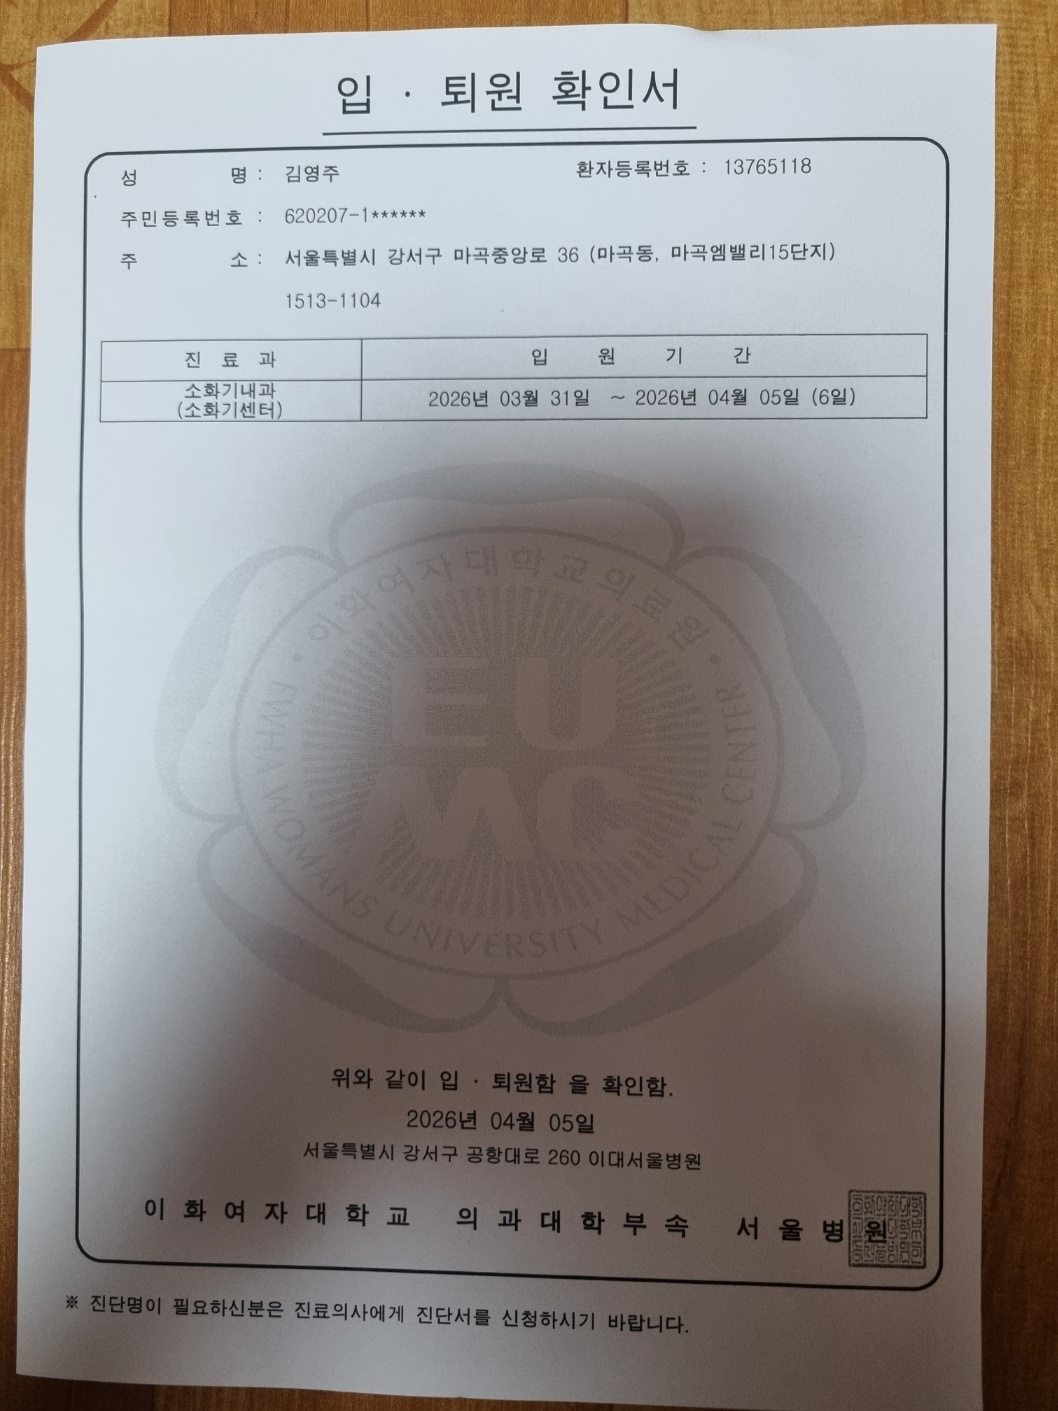 입 · 퇴원 확인서
성 명 : 김영주 환자등록번호 : 13765118
주민등록번호 : 620207-1******
주 소 : 서울특별시 강서구 마곡중앙로 36 (마곡동, 마곡엠밸리15단지)
1513-1104
진 료 과 입 원 기 간
소화기내과
(소화기센터)
2026년 03월 31일 ~ 2026년 04월 05일 (6일)
• 이화여자대학교의료원 •
EWHA WOMANS UNIVERSITY MEDICAL CENTER
EU
MC
위와 같이 입 · 퇴원함 을 확인함.
2026년 04월 05일
서울특별시 강서구 공항대로 260 이대서울병원
이화여자대학교 의과대학부속 서울병원
※ 진단명이 필요하신분은 진료의사에게 진단서를 신청하시기 바랍니다.